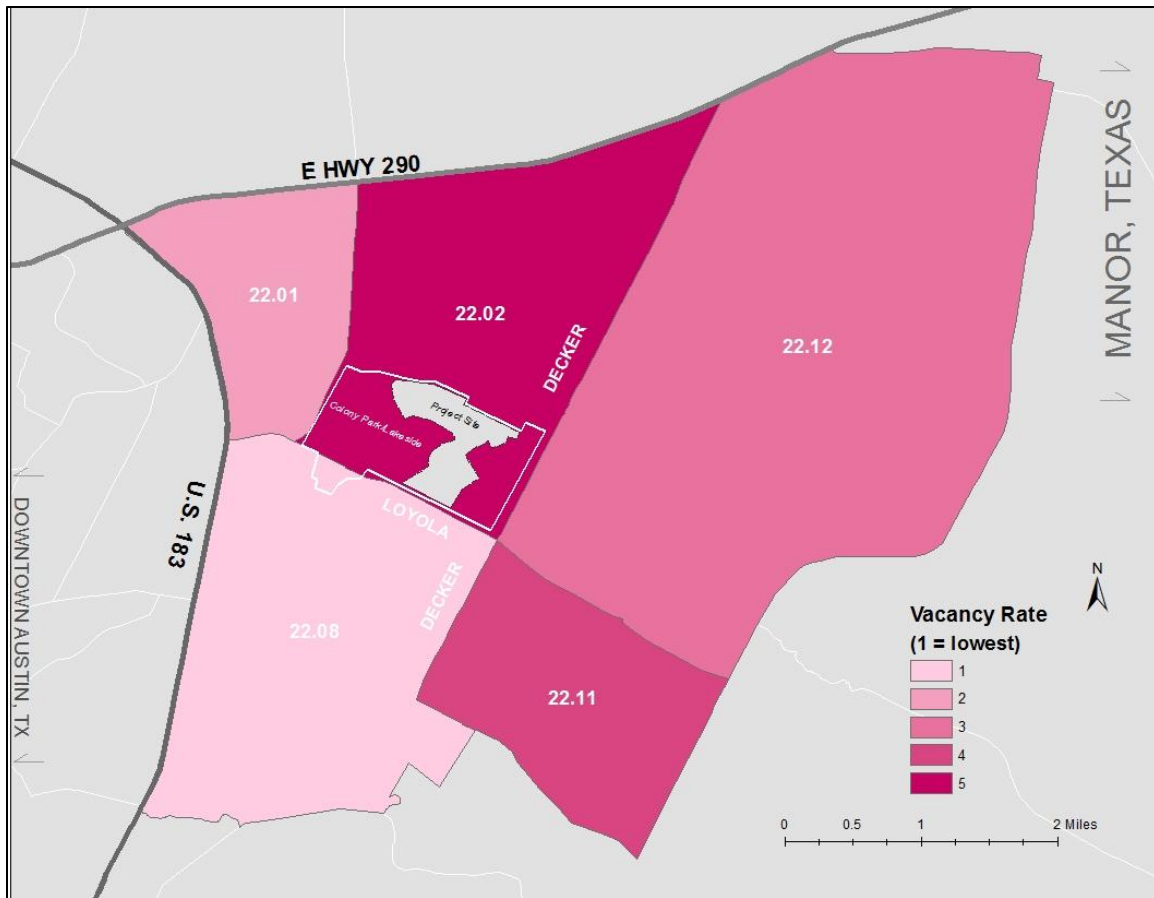 E HWY 290
MANOR, TEXAS
22.01
22.02
DECKER
22.12
Colony Park/Lakeside
Project Site
U.S. 183
LOYOLA
DOWNTOWN AUSTIN, TX
DECKER
22.08
22.11
N
Vacancy Rate
(1 = lowest)
1
2
3
4
5
0 0.5 1 2 Miles